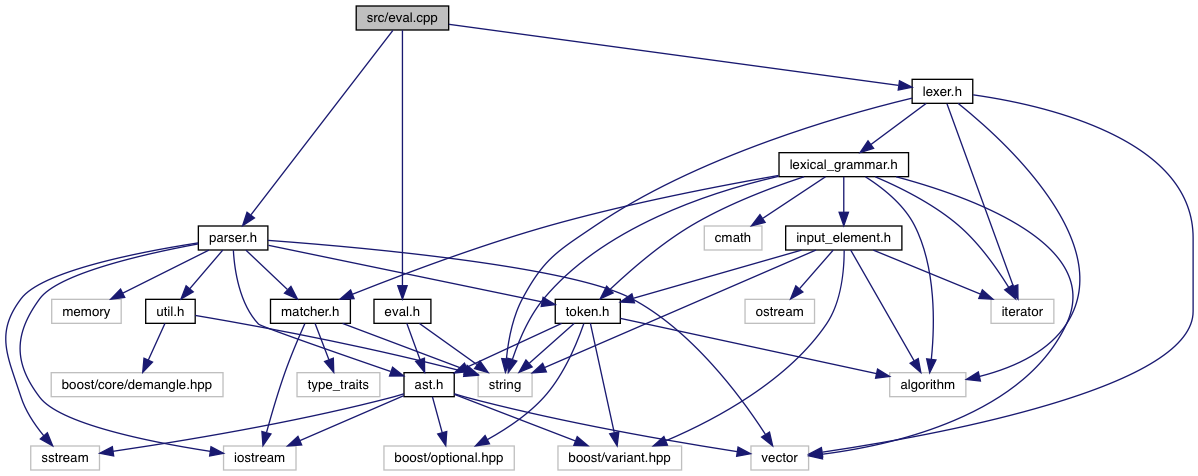 src/eval.cpp
lexer.h
lexical_grammar.h
parser.h
cmath
input_element.h
memory
util.h
matcher.h
eval.h
token.h
ostream
iterator
boost/core/demangle.hpp
type_traits
ast.h
string
algorithm
sstream
iostream
boost/optional.hpp
boost/variant.hpp
vector